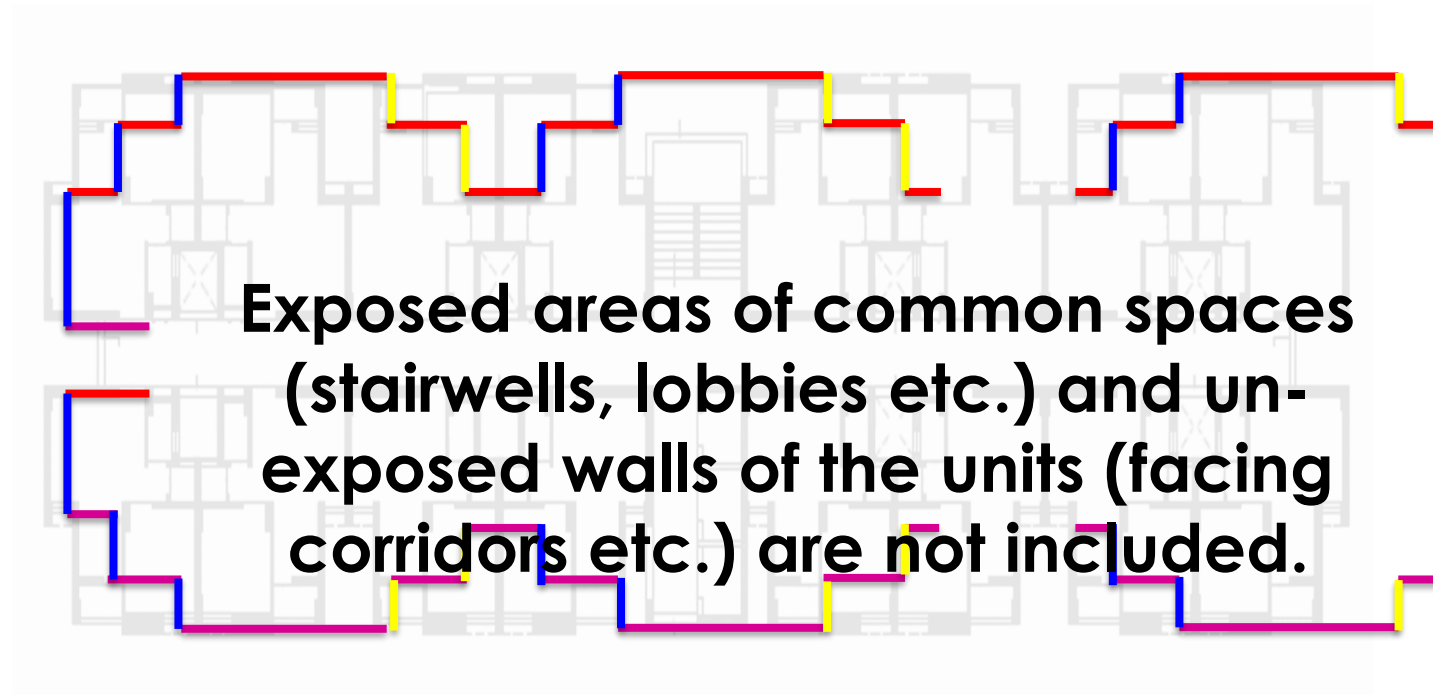 Exposed areas of common spaces
(stairwells, lobbies etc.) and un-
exposed walls of the units (facing
corridors etc.) are not included.